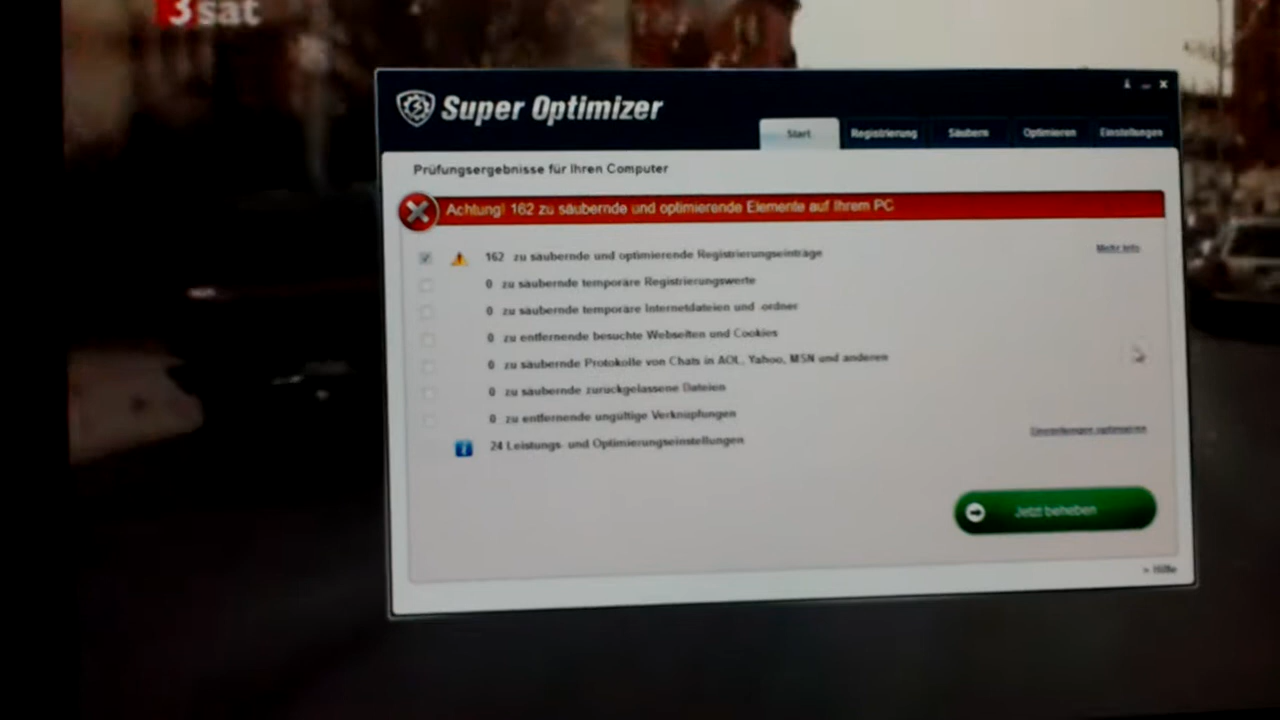 3sat
Super Optimizer
Start Registrierung Säubern Optimieren Einstellungen
Prüfungsergebnisse für Ihren Computer
Achtung! 162 zu säubernde und optimierende Elemente auf Ihrem PC
162 zu säubernde und optimierende Registrierungseinträge Mehr Info
0 zu säubernde temporäre Registrierungswerte
0 zu säubernde temporäre Internetdateien und -ordner
0 zu entfernende besuchte Webseiten und Cookies
0 zu säubernde Protokolle von Chats in AOL, Yahoo, MSN und anderen
0 zu säubernde zurückgelassene Dateien
0 zu entfernende ungültige Verknüpfungen
24 Leistungs- und Optimierungseinstellungen Einstellungen optimieren
Jetzt beheben
» Hilfe